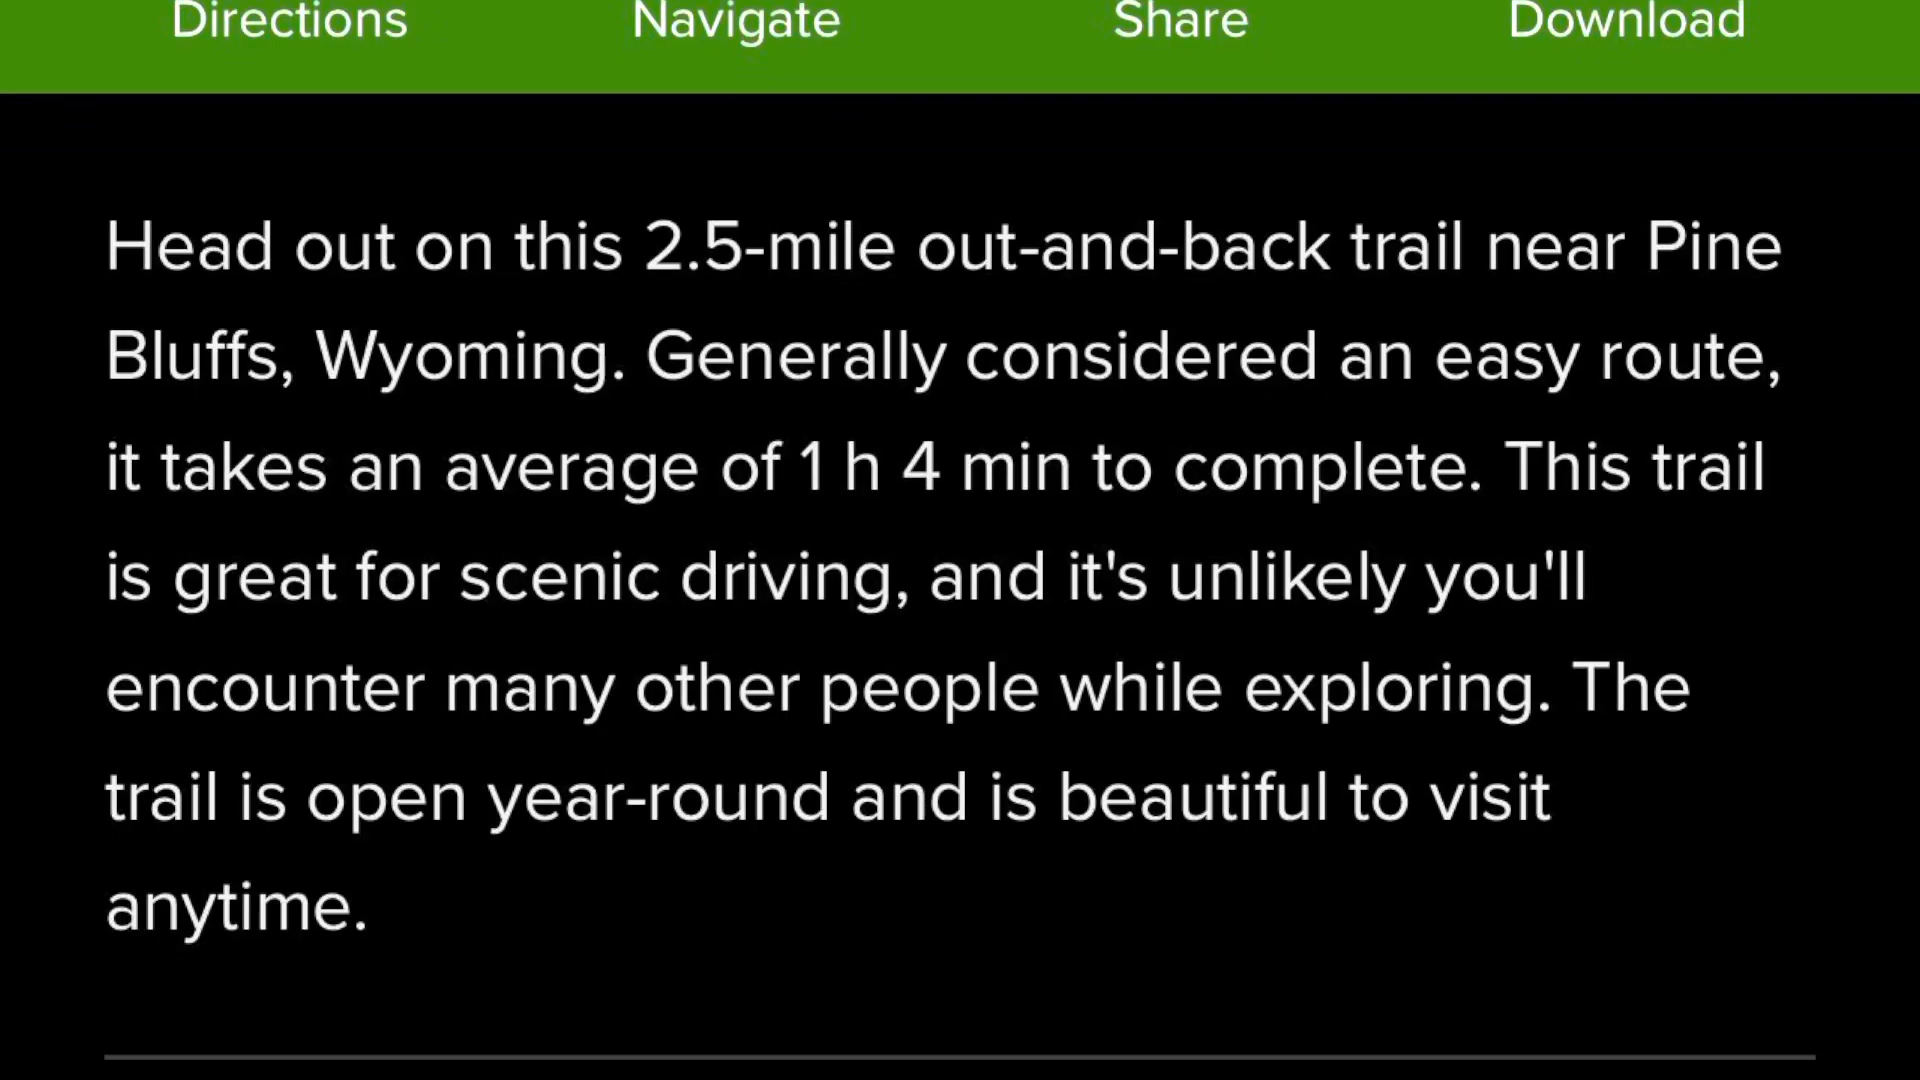 Directions Navigate Share Download
Head out on this 2.5-mile out-and-back trail near Pine
Bluffs, Wyoming. Generally considered an easy route,
it takes an average of 1 h 4 min to complete. This trail
is great for scenic driving, and it's unlikely you'll
encounter many other people while exploring. The
trail is open year-round and is beautiful to visit
anytime.